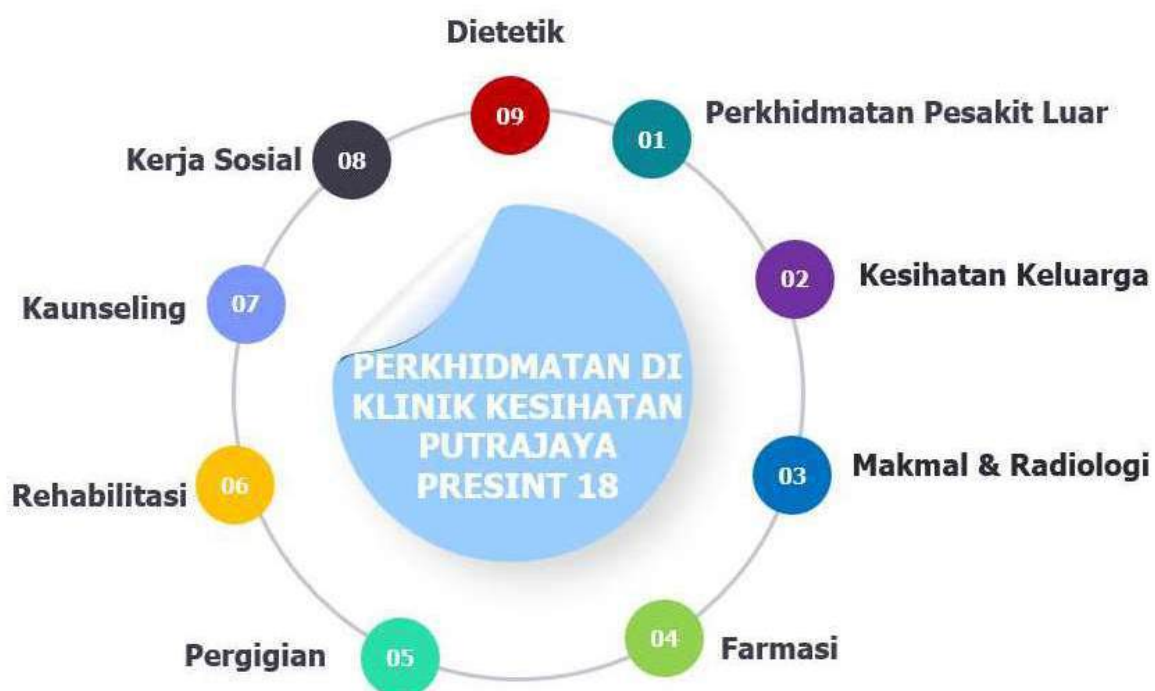 PERKHIDMATAN DI
KLINIK KESIHATAN
PUTRAJAYA
PRESINT 18
01
Perkhidmatan Pesakit Luar
02
Kesihatan Keluarga
03
Makmal & Radiologi
04
Farmasi
05
Pergigian
06
Rehabilitasi
07
Kaunseling
08
Kerja Sosial
09
Dietetik